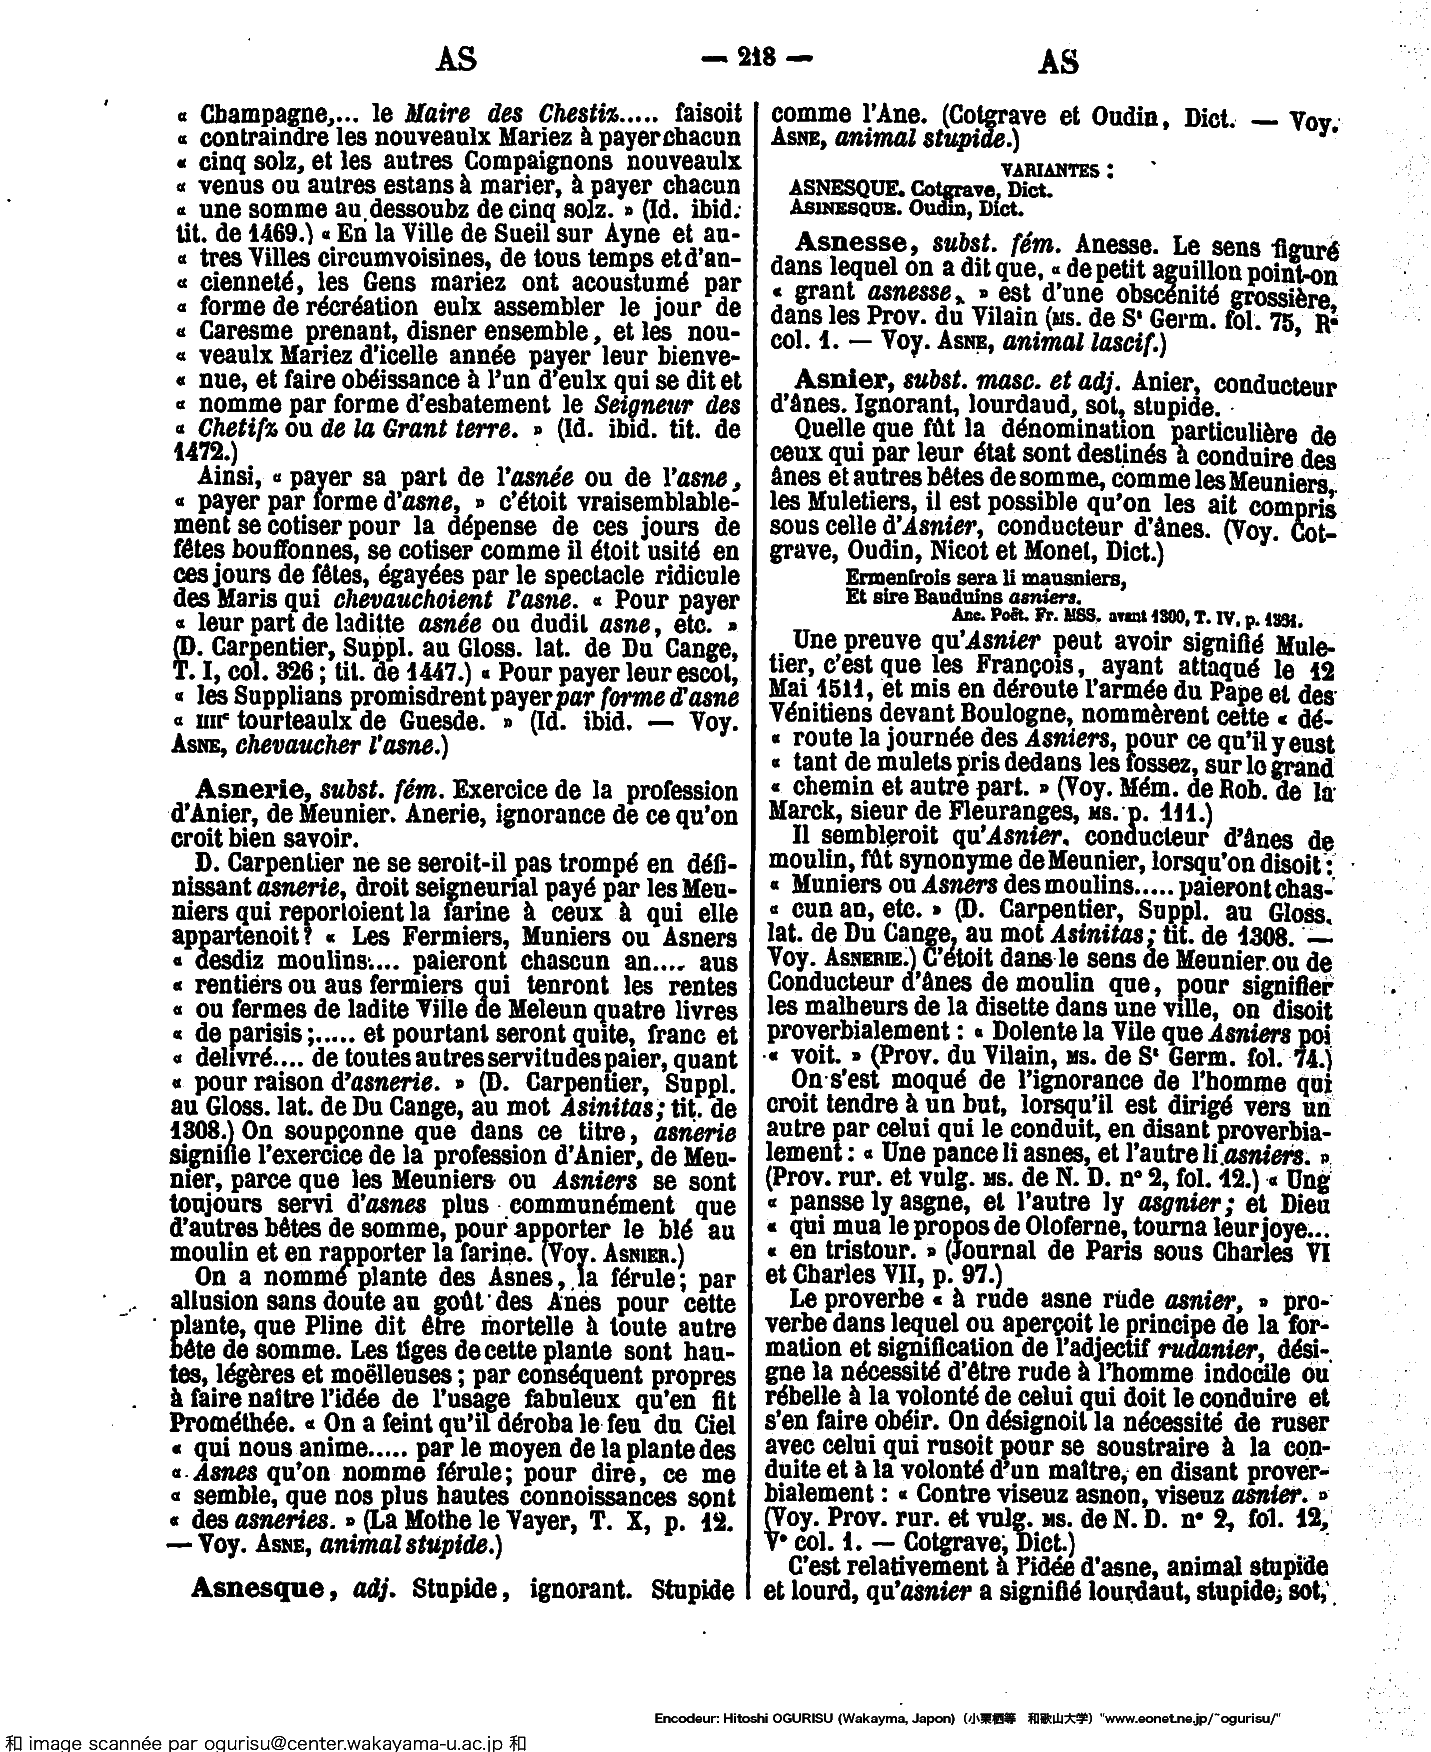 AS — 218 — AS
« Champagne,... le Maire des Chestiz..... faisoit
« contraindre les nouveaulx Mariez à payer chacun
« cinq solz, et les autres Compaignons nouveaulx
« venus ou autres estans à marier, à payer chacun
« une somme au dessoubz de cinq solz. » (Id. ibid.
tit. de 1469.) « En la Ville de Sueil sur Ayne et au-
« tres Villes circumvoisines, de tous temps et d'an-
« cienneté, les Gens mariez ont acoustumé par
« forme de récréation eulx assembler le jour de
« Caresme prenant, disner ensemble, et les nou-
« veaulx Mariez d'icelle année payer leur bienve-
« nue, et faire obéissance à l'un d'eulx qui se dit et
« nomme par forme d'esbatement le Seigneur des
« Chetifz ou de la Grant terre. » (Id. ibid. tit. de
1472.)
Ainsi, « payer sa part de l'asnée ou de l'asne,
« payer par forme d'asne, » c'étoit vraisemblable-
ment se cotiser pour la dépense de ces jours de
fêtes bouffonnes, se cotiser comme il étoit usité en
ces jours de fêtes, égayées par le spectacle ridicule
des Maris qui chevauchoient l'asne. « Pour payer
« leur part de laditte asnée ou dudit asne, etc. »
(D. Carpentier, Suppl. au Gloss. lat. de Du Cange,
T. I, col. 326 ; tit. de 1447.) « Pour payer leur escot,
« les Supplians promisdrent payer par forme d'asne
« IIIIc tourteaulx de Guesde. » (Id. ibid. — Voy.
ASNE, chevaucher l'asne.)
Asnerie, subst. fém. Exercice de la profession
d'Anier, de Meunier. Anerie, ignorance de ce qu'on
croit bien savoir.
D. Carpentier ne se seroit-il pas trompé en défi-
nissant asnerie, droit seigneurial payé par les Meu-
niers qui reportoient la farine à ceux à qui elle
appartenoit? « Les Fermiers, Muniers ou Asners
« desdiz moulins..... paieront chascun an.... aus
« rentiers ou aus fermiers qui tenront les rentes
« ou fermes de ladite Ville de Meleun quatre livres
« de parisis ;..... et pourtant seront quite, franc et
« delivré.... de toutes autres servitudes paier, quant
« pour raison d'asnerie. » (D. Carpentier, Suppl.
au Gloss. lat. de Du Cange, au mot Asinitas; tit. de
1308.) On soupçonne que dans ce titre, asnerie
signifie l'exercice de la profession d'Anier, de Meu-
nier, parce que les Meuniers ou Asniers se sont
toujours servi d'asnes plus communément que
d'autres bêtes de somme, pour apporter le blé au
moulin et en rapporter la farine. (Voy. ASNIER.)
On a nommé plante des Asnes, la férule; par
allusion sans doute au goût des Anes pour cette
plante, que Pline dit être mortelle à toute autre
bête de somme. Les tiges de cette plante sont hau-
tes, légères et moëlleuses ; par conséquent propres
à faire naître l'idée de l'usage fabuleux qu'en fit
Prométhée. « On a feint qu'il déroba le feu du Ciel
« qui nous anime..... par le moyen de la plante des
« Asnes qu'on nomme férule; pour dire, ce me
« semble, que nos plus hautes connoissances sont
« des asneries. » (La Mothe le Vayer, T. X, p. 12.
— Voy. ASNE, animal stupide.)
Asnesque, adj. Stupide, ignorant. Stupide
comme l'Ane. (Cotgrave et Oudin, Dict. — Voy.
ASNE, animal stupide.)
VARIANTES :
ASNESQUE. Cotgrave, Dict.
ASINESQUE. Oudin, Dict.
Asnesse, subst. fém. Anesse. Le sens figuré
dans lequel on a dit que, « de petit aguillon point-on
« grant asnesse, » est d'une obscénité grossière,
dans les Prov. du Vilain (MS. de St Germ. fol. 75, Ro
col. 1. — Voy. ASNE, animal lascif.)
Asnier, subst. masc. et adj. Anier, conducteur
d'ânes. Ignorant, lourdaud, sot, stupide.
Quelle que fût la dénomination particulière de
ceux qui par leur état sont destinés à conduire des
ânes et autres bêtes de somme, comme les Meuniers,
les Muletiers, il est possible qu'on les ait compris
sous celle d'Asnier, conducteur d'ânes. (Voy. Cot-
grave, Oudin, Nicot et Monet, Dict.)
Ermenfrois sera li mausniers,
Et sire Bauduins asniers.
Anc. Poët. Fr. MSS. avant 1300, T. IV, p. 1391.
Une preuve qu'Asnier peut avoir signifié Mule-
tier, c'est que les François, ayant attaqué le 12
Mai 1511, et mis en déroute l'armée du Pape et des
Vénitiens devant Boulogne, nommèrent cette « dé-
« route la journée des Asniers, pour ce qu'il y eust
« tant de mulets pris dedans les fossez, sur le grand
« chemin et autre part. » (Voy. Mém. de Rob. de la
Marck, sieur de Fleuranges, MS. p. 111.)
Il sembleroit qu'Asnier, conducteur d'ânes de
moulin, fût synonyme de Meunier, lorsqu'on disoit :
« Muniers ou Asners des moulins..... paieront chas-
« cun an, etc. » (D. Carpentier, Suppl. au Gloss.
lat. de Du Cange, au mot Asinitas; tit. de 1308. —
Voy. ASNERIE.) C'étoit dans le sens de Meunier ou de
Conducteur d'ânes de moulin que, pour signifier
les malheurs de la disette dans une ville, on disoit
proverbialement : « Dolente la Vile que Asniers poi
« voit. » (Prov. du Vilain, MS. de St Germ. fol. 74.)
On s'est moqué de l'ignorance de l'homme qui
croit tendre à un but, lorsqu'il est dirigé vers un
autre par celui qui le conduit, en disant proverbia-
lement : « Une pance li asnes, et l'autre li asniers. »
(Prov. rur. et vulg. MS. de N. D. n° 2, fol. 12.) « Ung
« pansse ly asgne, et l'autre ly asgnier; et Dieu
« qui mua le propos de Oloferne, tourna leur joye...
« en tristour. » (Journal de Paris sous Charles VI
et Charles VII, p. 97.)
Le proverbe « à rude asne rude asnier, » pro-
verbe dans lequel ou aperçoit le principe de la for-
mation et signification de l'adjectif rudanier, dési-
gne la nécessité d'être rude à l'homme indocile ou
rébelle à la volonté de celui qui doit le conduire et
s'en faire obéir. On désignoit la nécessité de ruser
avec celui qui rusoit pour se soustraire à la con-
duite et à la volonté d'un maître, en disant prover-
bialement : « Contre viseuz asnon, viseuz asnier. »
(Voy. Prov. rur. et vulg. MS. de N. D. n° 2, fol. 12,
V° col. 1. — Cotgrave, Dict.)
C'est relativement à l'idée d'asne, animal stupide
et lourd, qu'asnier a signifié lourdaut, stupide, sot,
Encodeur: Hitoshi OGURISU (Wakayma, Japon)（小栗栖等 和歌山大学）"www.eonet.ne.jp/~ogurisu/"
和 image scannée par ogurisu@center.wakayama-u.ac.jp 和